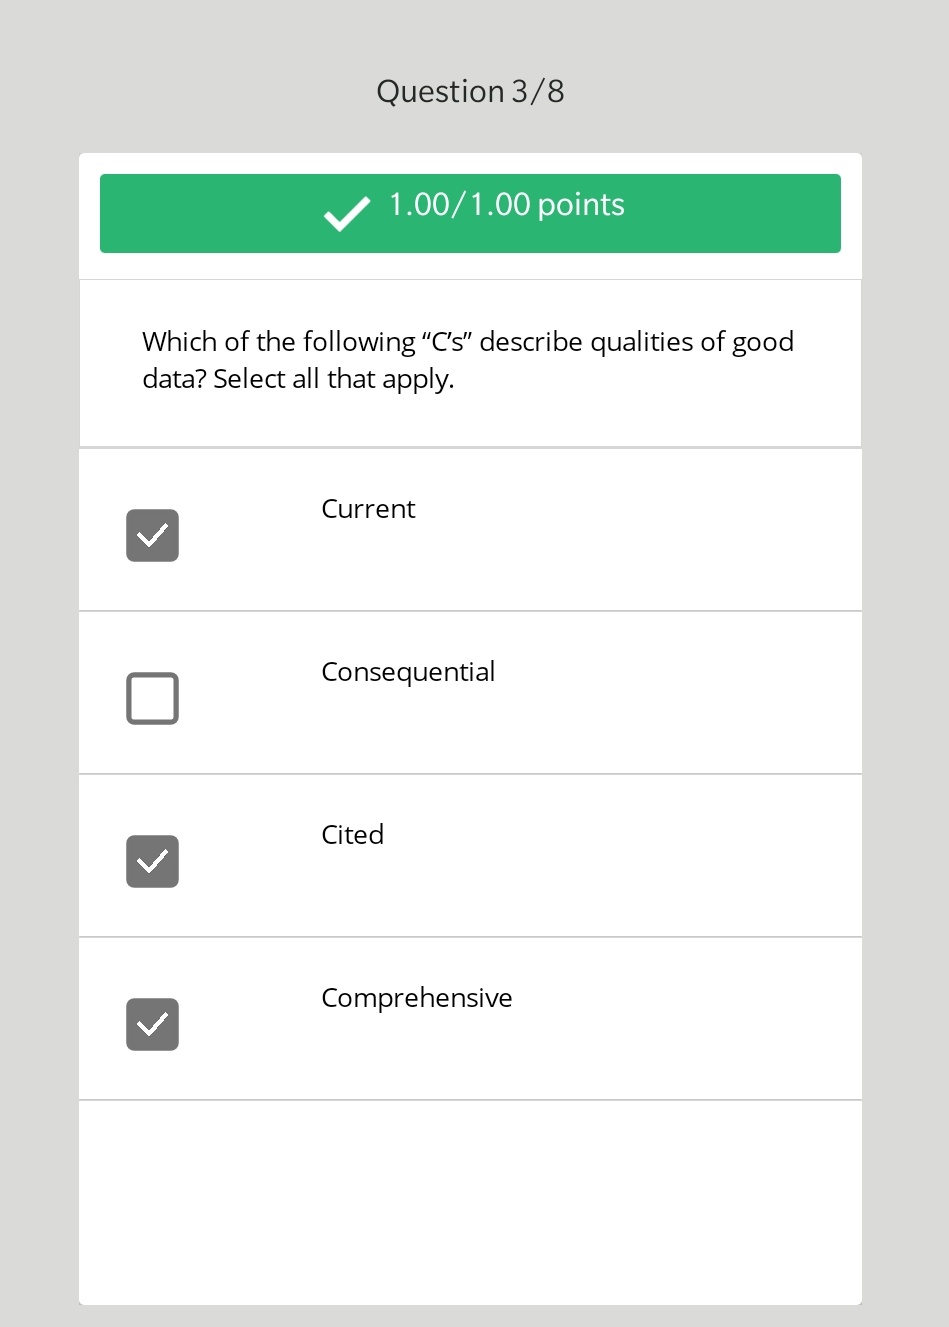 Question 3/8
1.00/1.00 points
Which of the following “C’s” describe qualities of good
data? Select all that apply.
Current
Consequential
Cited
Comprehensive